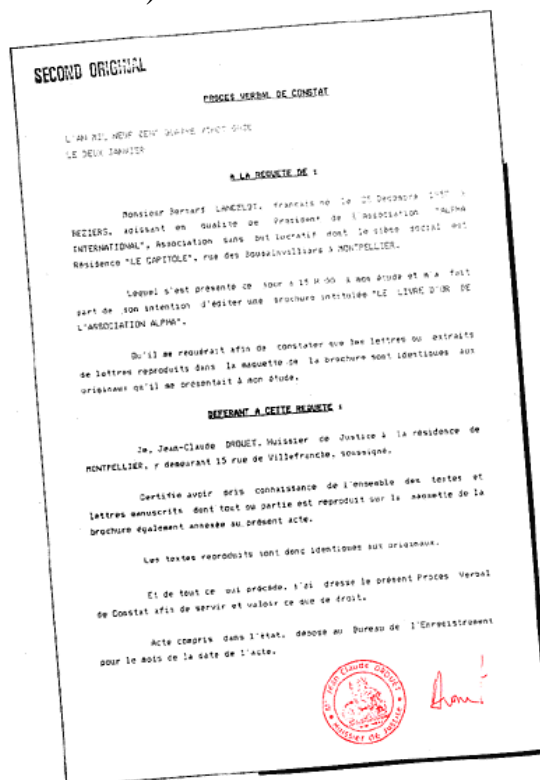 SECOND ORIGINAL
PROCES VERBAL DE CONSTAT
L'AN MIL NEUF CENT QUATRE VINGT ONZE
LE DEUX JANVIER
A LA REQUETE DE :
Monsieur Bernard LANCELOT, français né le Décembre à
BEZIERS, agissant en qualité de Président de l'Association "ALPHA
INTERNATIONAL", Association sans but lucratif dont le siège social est
Résidence "LE CAPITOLE", rue des Bougainvilliers à MONTPELLIER.
Lequel s'est présenté ce jour à 15 H à mon étude et m'a fait
part de son intention d'éditer une brochure intitulée "LE LIVRE D'OR DE
L'ASSOCIATION ALPHA".
Qu'il me requérait afin de constater que les lettres ou extraits
de lettres reproduits dans la maquette de la brochure sont identiques aux
originaux qu'il me présentait à mon étude.
DEFERANT A CETTE REQUETE :
Je, Jean-Claude DROUET, Huissier de Justice à la résidence de
MONTPELLIER, y demeurant 15 rue de Villefranche, soussigné.
Certifie avoir pris connaissance de l'ensemble des textes et
lettres manuscrits dont tout ou partie est reproduit sur la maquette de la
brochure également annexée au présent acte.
Les textes reproduits sont donc identiques aux originaux.
Et de tout ce qui précède, j'ai dressé le présent Procès Verbal
de Constat afin de servir et valoir ce que de droit.
Acte compris dans l'état, déposé au Bureau de l'Enregistrement
pour le mois de la date de l'acte.
Me Jean Claude DROUET
Huissier de Justice